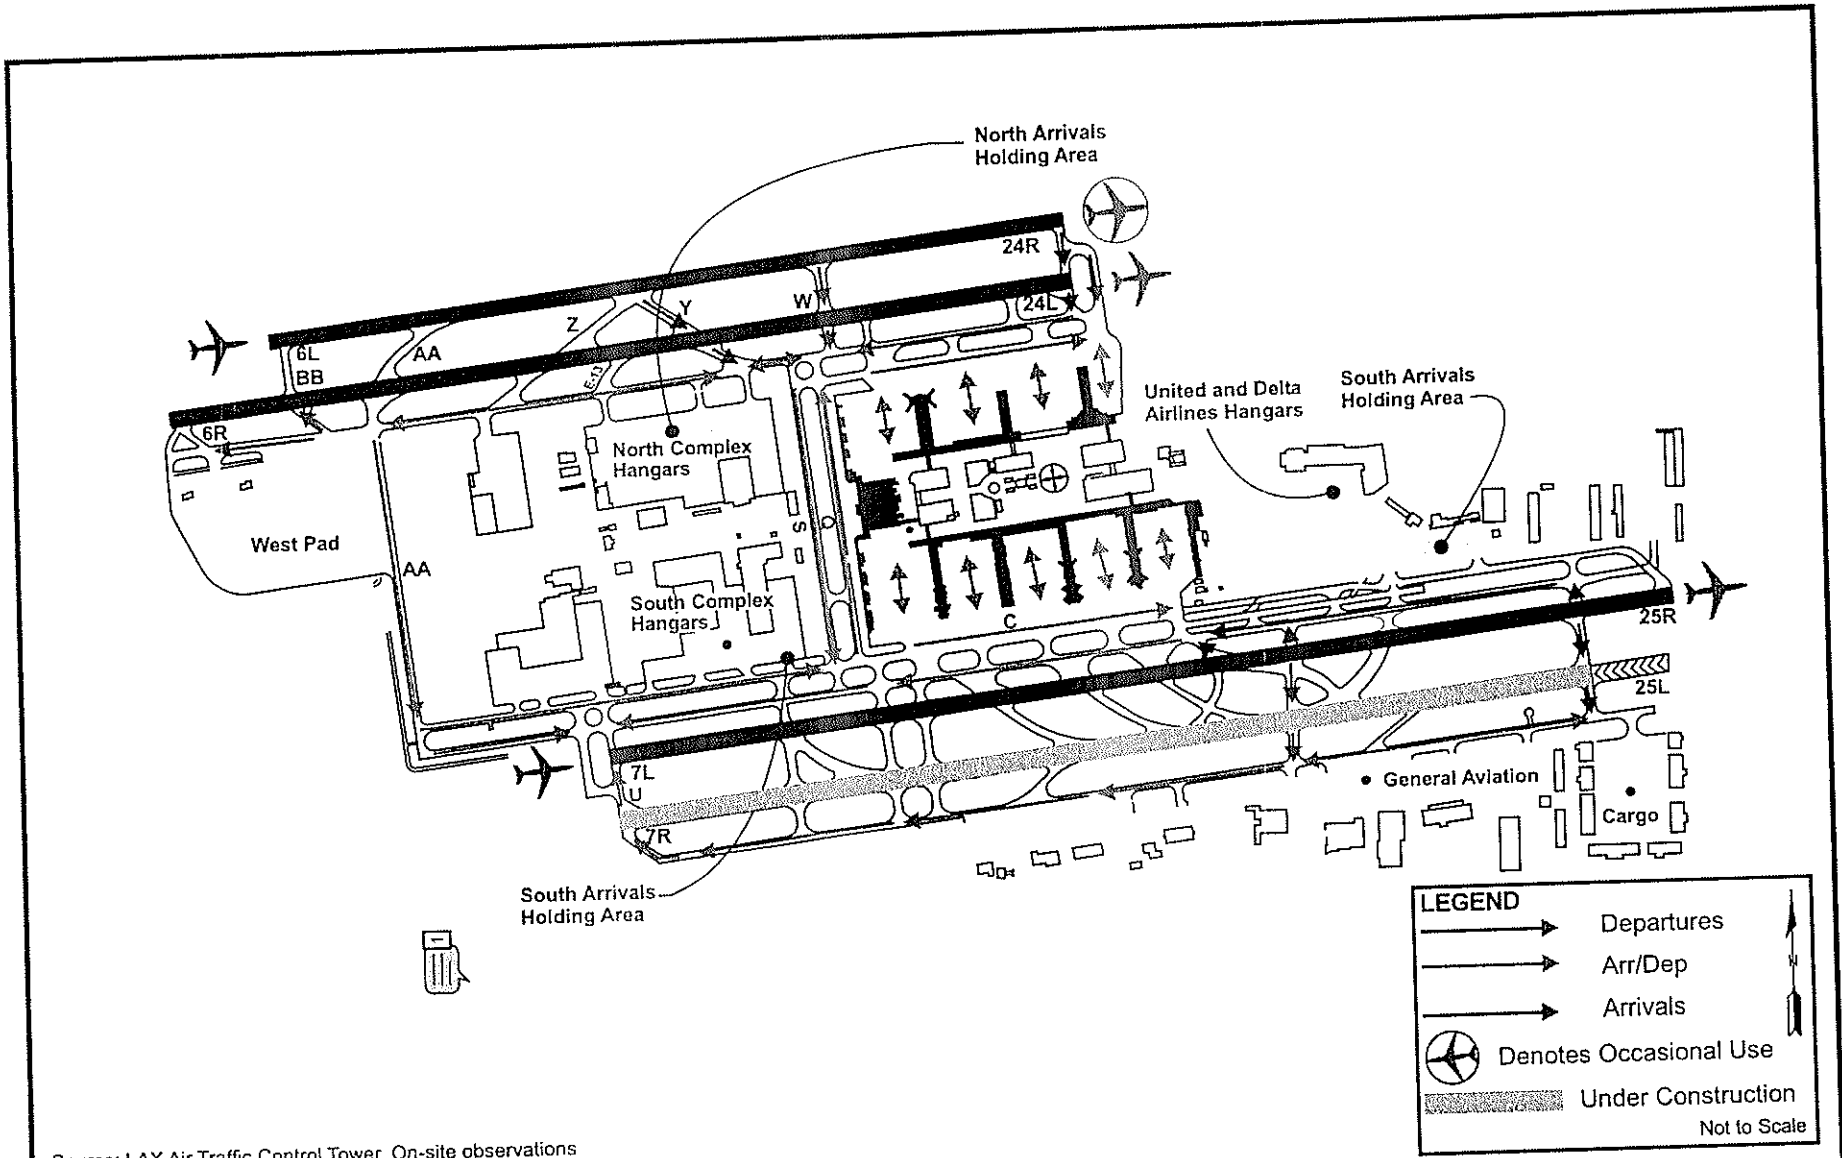 North Arrivals
Holding Area
24R
24L
W
Y
Z
AA
6L
BB
E-13
6R
United and Delta
Airlines Hangars
South Arrivals
Holding Area
North Complex
Hangars
West Pad
S
Q
AA
South Complex
Hangars
C
25R
25L
7L
U
7R
General Aviation
Cargo
South Arrivals
Holding Area
1
LEGEND
Departures
Arr/Dep
Arrivals
N
Denotes Occasional Use
Under Construction
Not to Scale
Source: LAX Air Traffic Control Tower, On-site observations